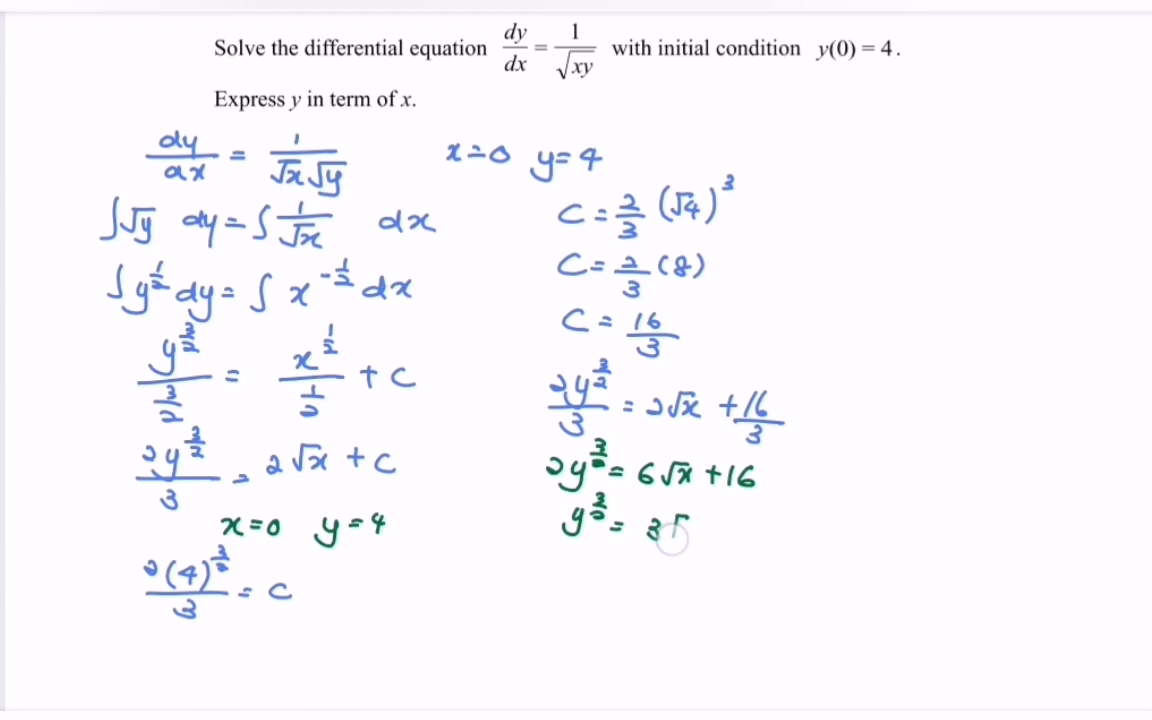 Solve the differential equation dy/dx = 1/√xy with initial condition y(0) = 4.
Express y in term of x.
dy/dx = 1/√x√y
∫√y dy = ∫ 1/√x dx
∫y^(1/2) dy = ∫ x^(-1/2) dx
y^(3/2)/(3/2) = x^(1/2)/(1/2) + C
2y^(3/2)/3 = 2√x + C
x=0 y=4
2(4)^(3/2)/3 = C
x=0 y=4
C = 2/3 (√4)^3
C = 2/3 (8)
C = 16/3
2y^(3/2)/3 = 2√x + 16/3
2y^(3/2) = 6√x + 16
y^(3/2) = 3√